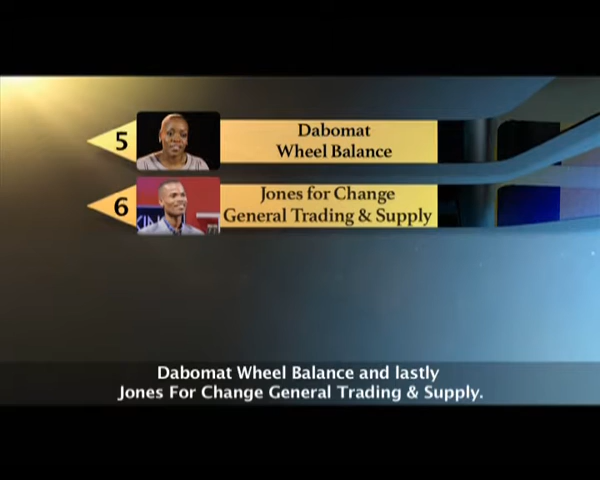 5
Dabomat
Wheel Balance
6
Jones for Change
General Trading & Supply
Dabomat Wheel Balance and lastly
Jones For Change General Trading & Supply.